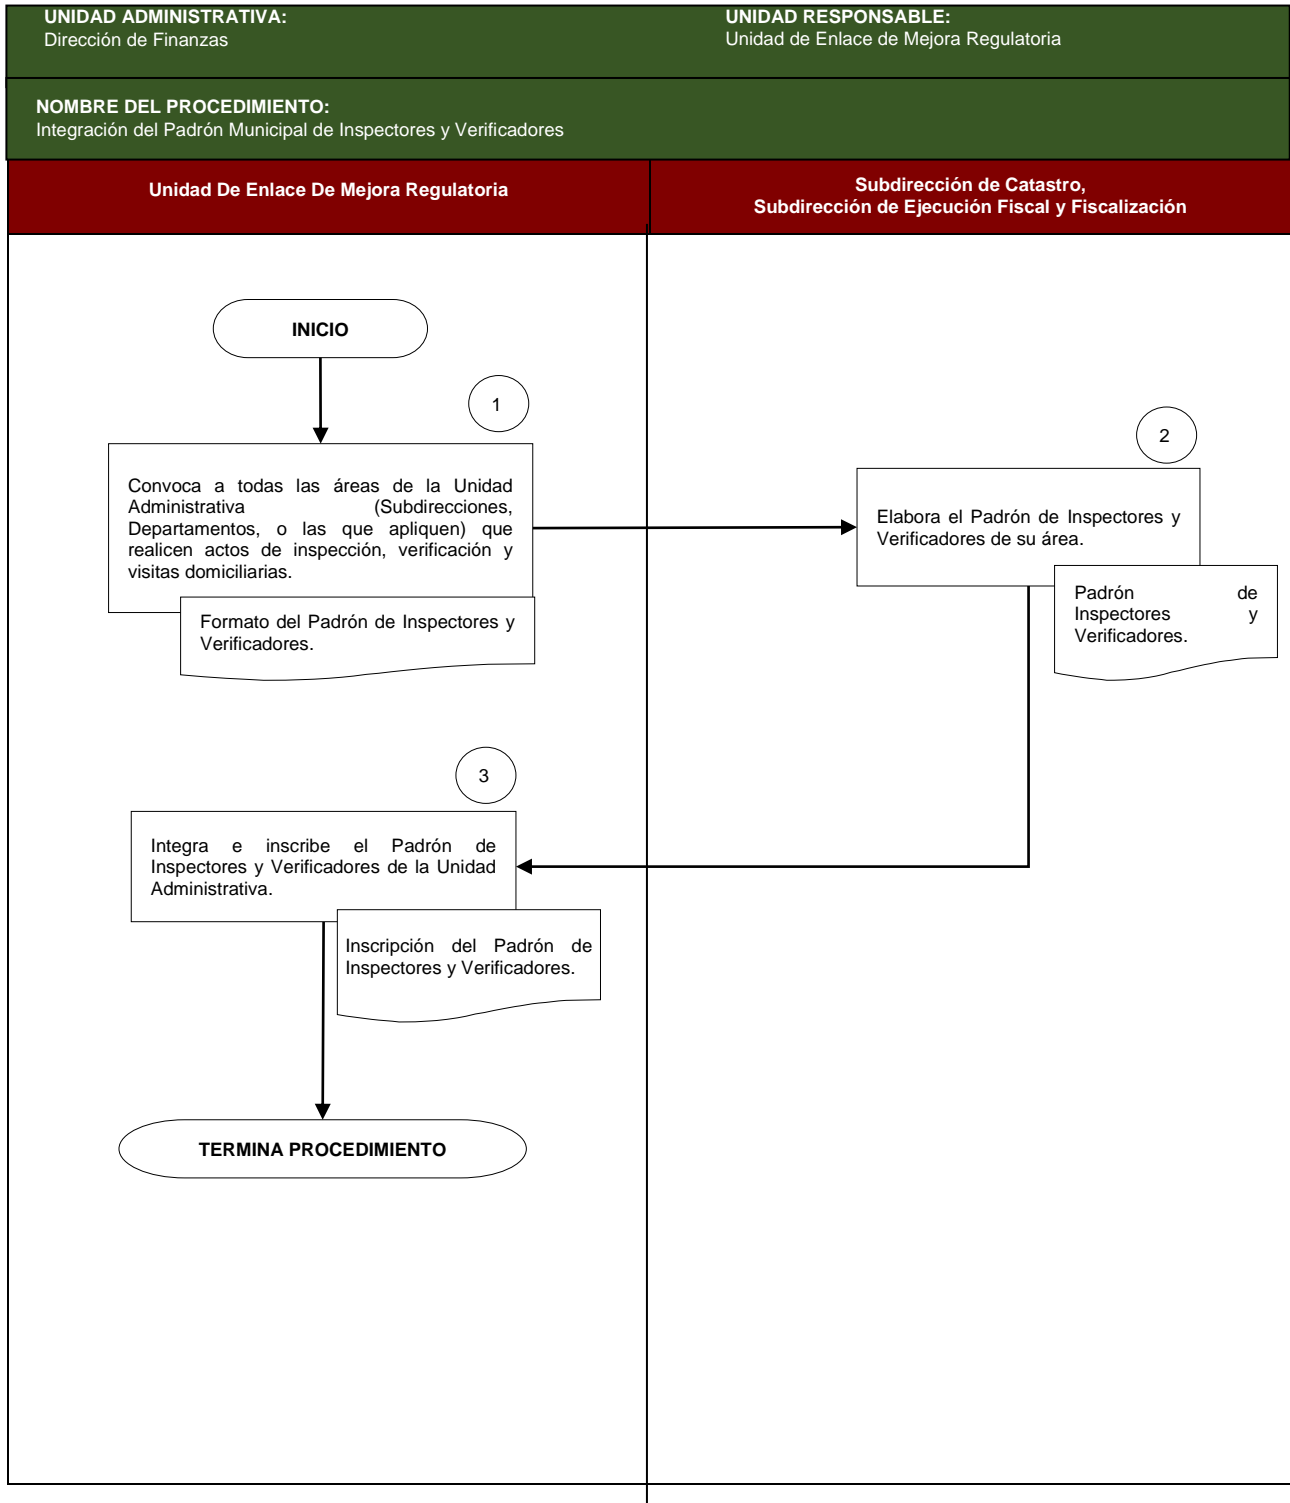 UNIDAD ADMINISTRATIVA:
Dirección de Finanzas
UNIDAD RESPONSABLE:
Unidad de Enlace de Mejora Regulatoria
NOMBRE DEL PROCEDIMIENTO:
Integración del Padrón Municipal de Inspectores y Verificadores
Unidad De Enlace De Mejora Regulatoria
Subdirección de Catastro,
Subdirección de Ejecución Fiscal y Fiscalización
INICIO
1
Convoca a todas las áreas de la Unidad
Administrativa (Subdirecciones,
Departamentos, o las que apliquen) que
realicen actos de inspección, verificación y
visitas domiciliarias.
Formato del Padrón de Inspectores y
Verificadores.
2
Elabora el Padrón de Inspectores y
Verificadores de su área.
Padrón de
Inspectores y
Verificadores.
3
Integra e inscribe el Padrón de
Inspectores y Verificadores de la Unidad
Administrativa.
Inscripción del Padrón de
Inspectores y Verificadores.
TERMINA PROCEDIMIENTO